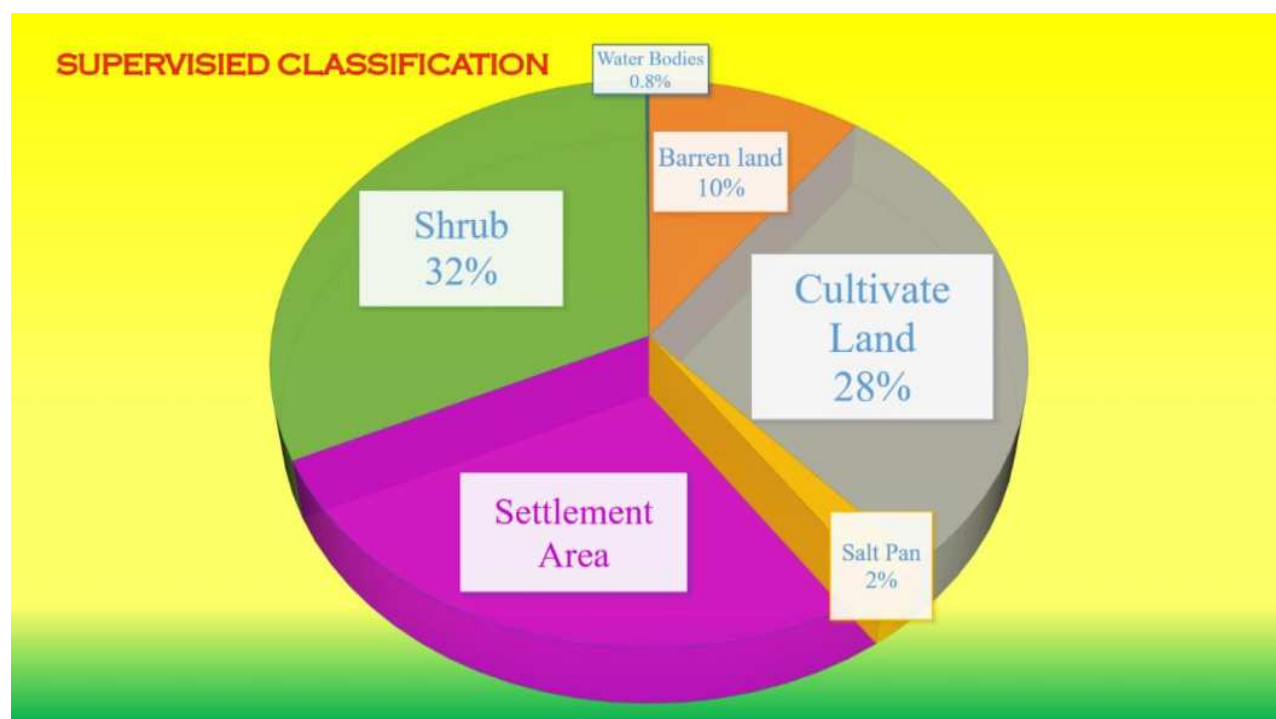 SUPERVISIED CLASSIFICATION
Water Bodies
0.8%
Barren land
10%
Shrub
32%
Cultivate
Land
28%
Settlement
Area
Salt Pan
2%